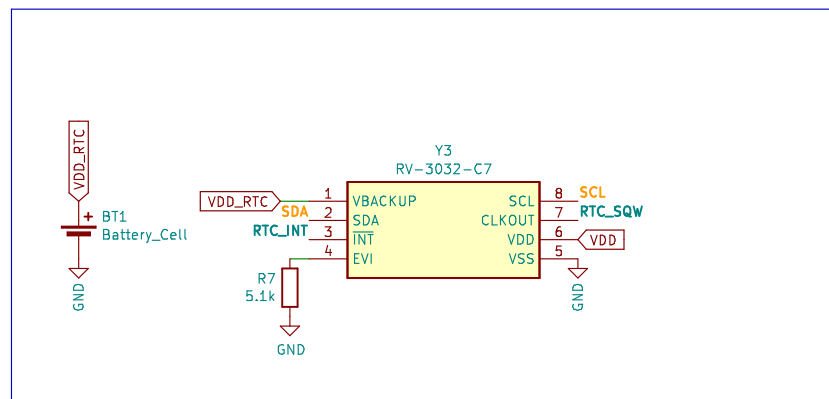 VDD_RTC
BT1
Battery_Cell
GND
Y3
RV-3032-C7
VDD_RTC
1
VBACKUP
SDA
2
SDA
RTC_INT
3
INT
4
EVI
R7
5.1k
GND
SCL
8
SCL
CLKOUT
7
RTC_SQW
VDD
6
VDD
VSS
5
GND